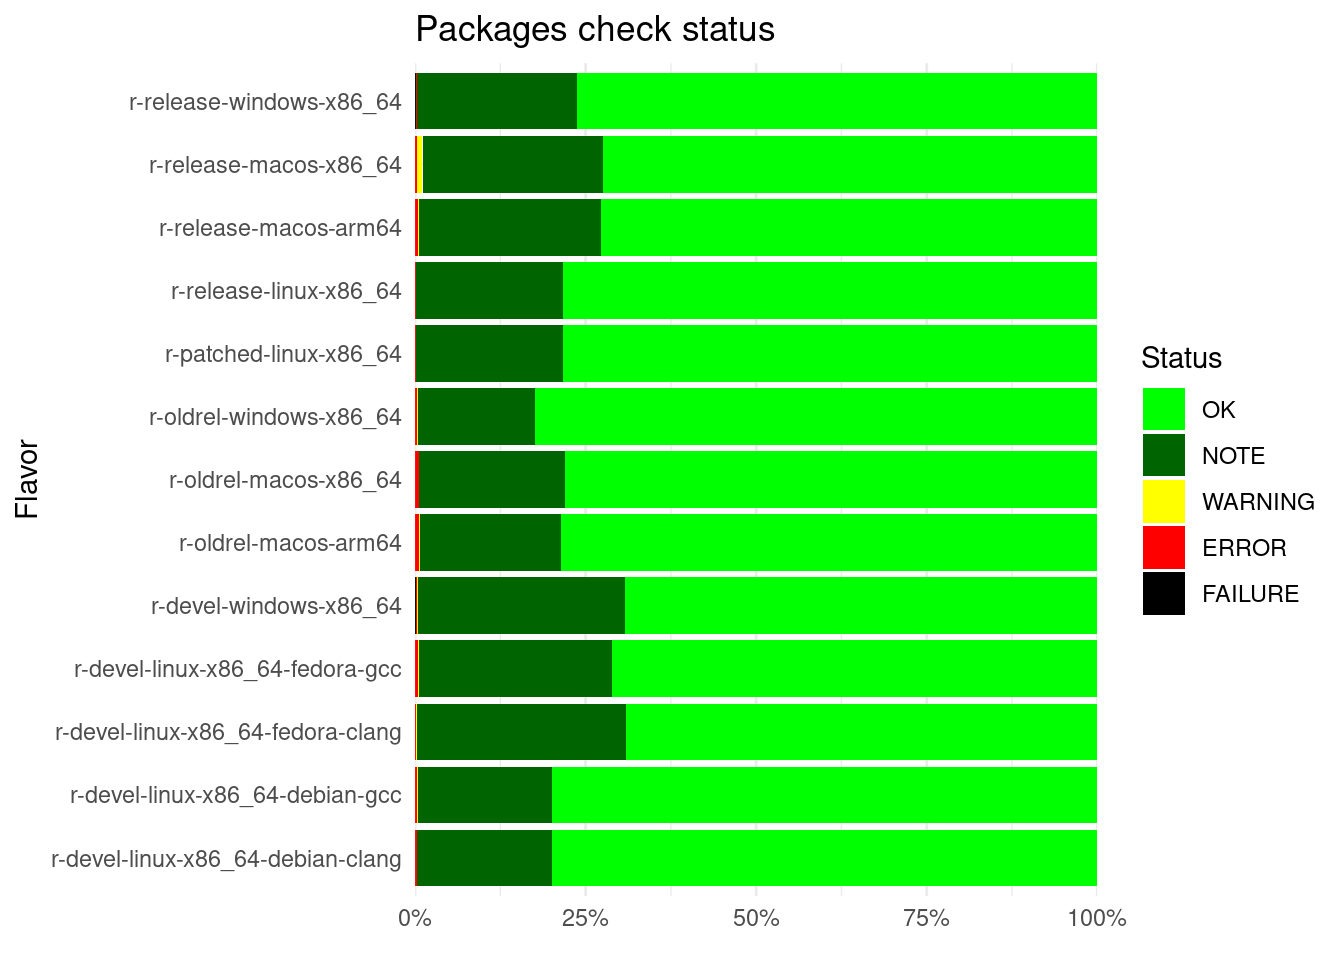 Packages check status
Flavor
r-release-windows-x86_64
r-release-macos-x86_64
r-release-macos-arm64
r-release-linux-x86_64
r-patched-linux-x86_64
r-oldrel-windows-x86_64
r-oldrel-macos-x86_64
r-oldrel-macos-arm64
r-devel-windows-x86_64
r-devel-linux-x86_64-fedora-gcc
r-devel-linux-x86_64-fedora-clang
r-devel-linux-x86_64-debian-gcc
r-devel-linux-x86_64-debian-clang
0% 25% 50% 75% 100%
Status
OK
NOTE
WARNING
ERROR
FAILURE